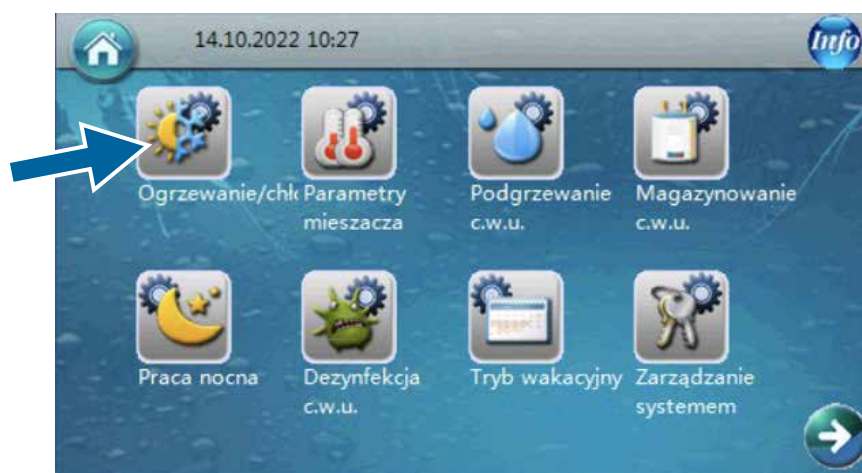 14.10.2022 10:27
Info
Ogrzewanie/chł
Parametry
mieszacza
Podgrzewanie
c.w.u.
Magazynowanie
c.w.u.
Praca nocna
Dezynfekcja
c.w.u.
Tryb wakacyjny
Zarządzanie
systemem